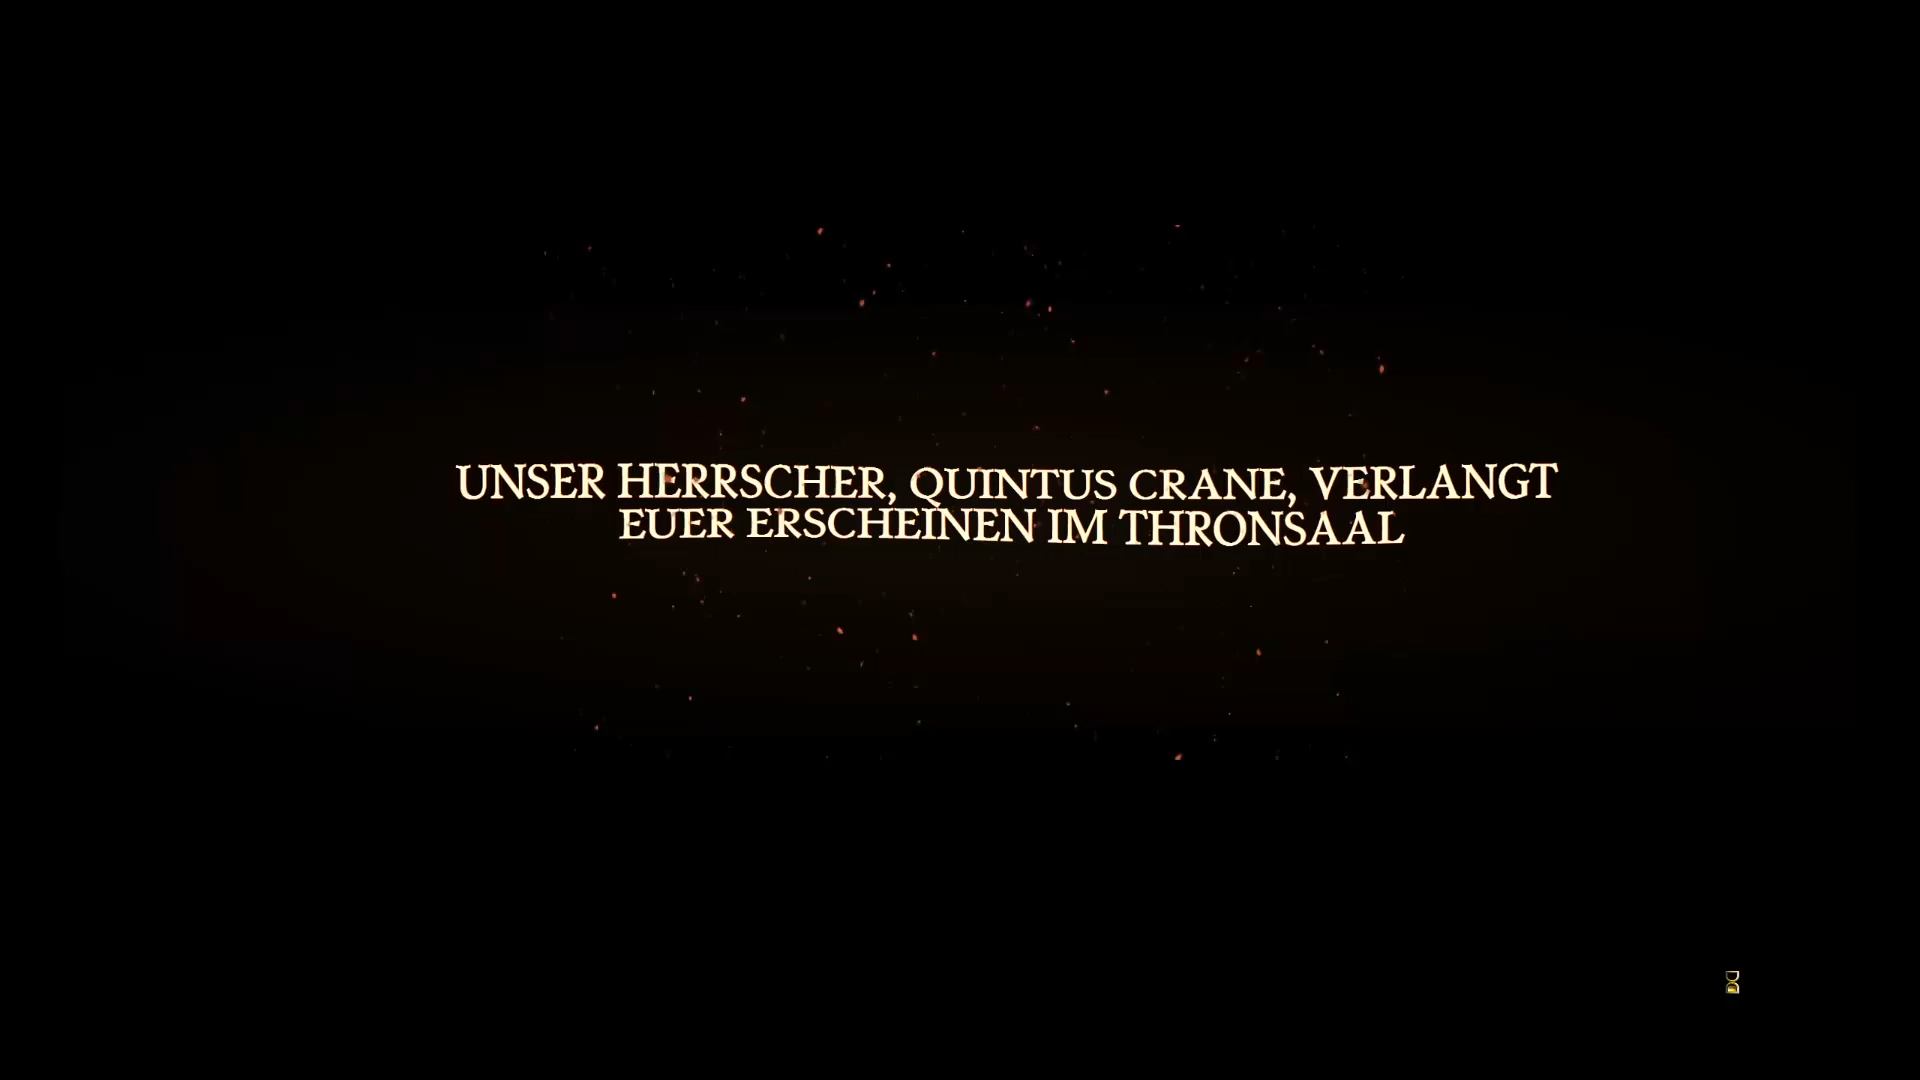 UNSER HERRSCHER, QUINTUS CRANE, VERLANGT
EUER ERSCHEINEN IM THRONSAAL